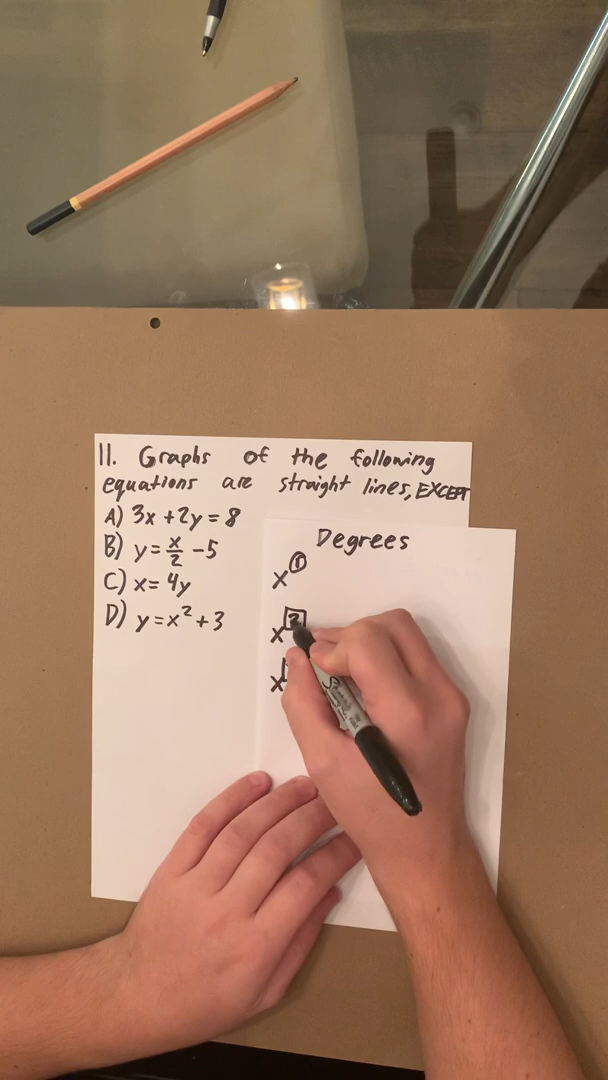 11. Graphs of the following
equations are straight lines, EXCEPT
A) 3x + 2y = 8
B) y = x/2 - 5
C) x = 4y
D) y = x² + 3
Degrees
x¹
x²
x